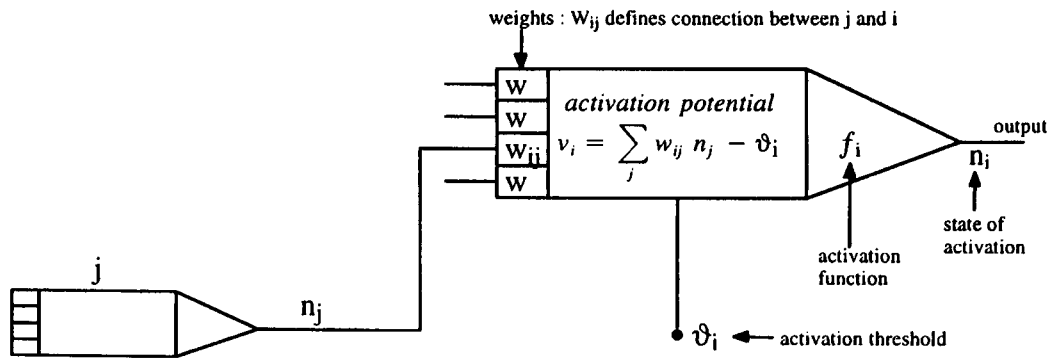 weights : W_ij defines connection between j and i
W
W
W_ij
W
activation potential
v_i = ∑_j w_ij n_j − ϑ_i
f_i
output
n_i
state of
activation
activation
function
j
n_j
ϑ_i
activation threshold